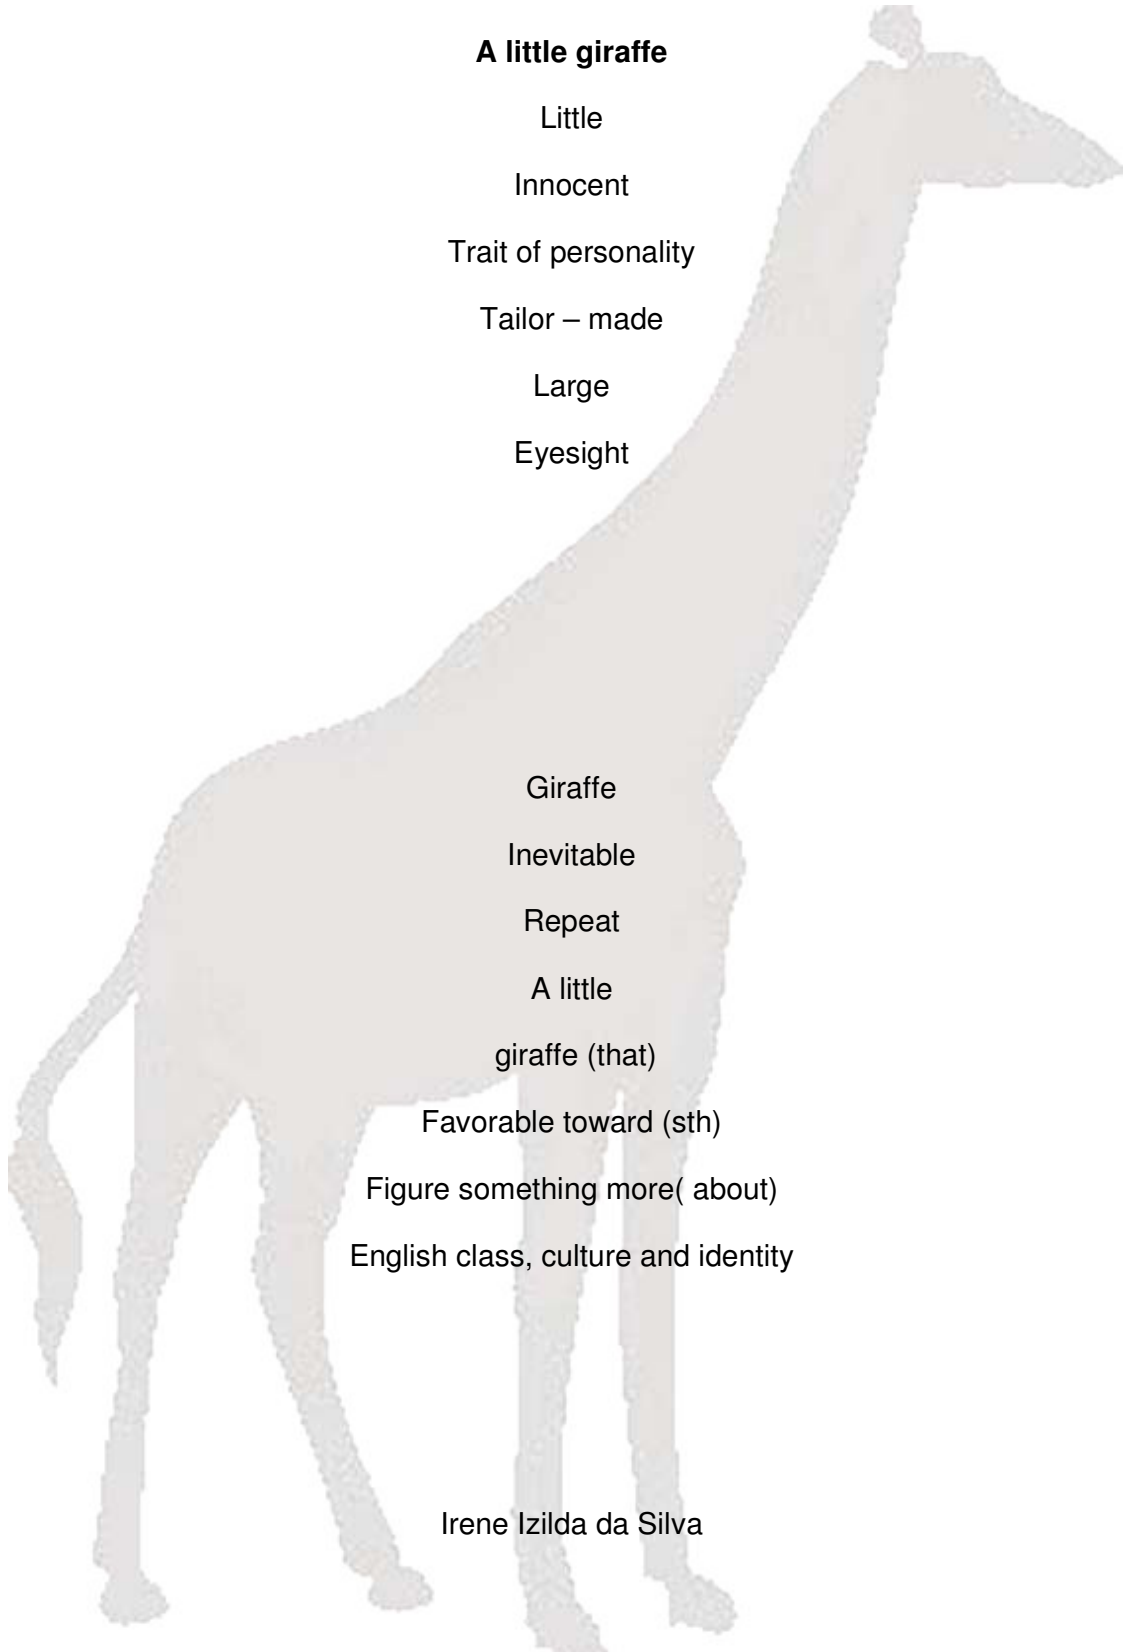 A little giraffe
Little
Innocent
Trait of personality
Tailor – made
Large
Eyesight
Giraffe
Inevitable
Repeat
A little
giraffe (that)
Favorable toward (sth)
Figure something more( about)
English class, culture and identity
Irene Izilda da Silva